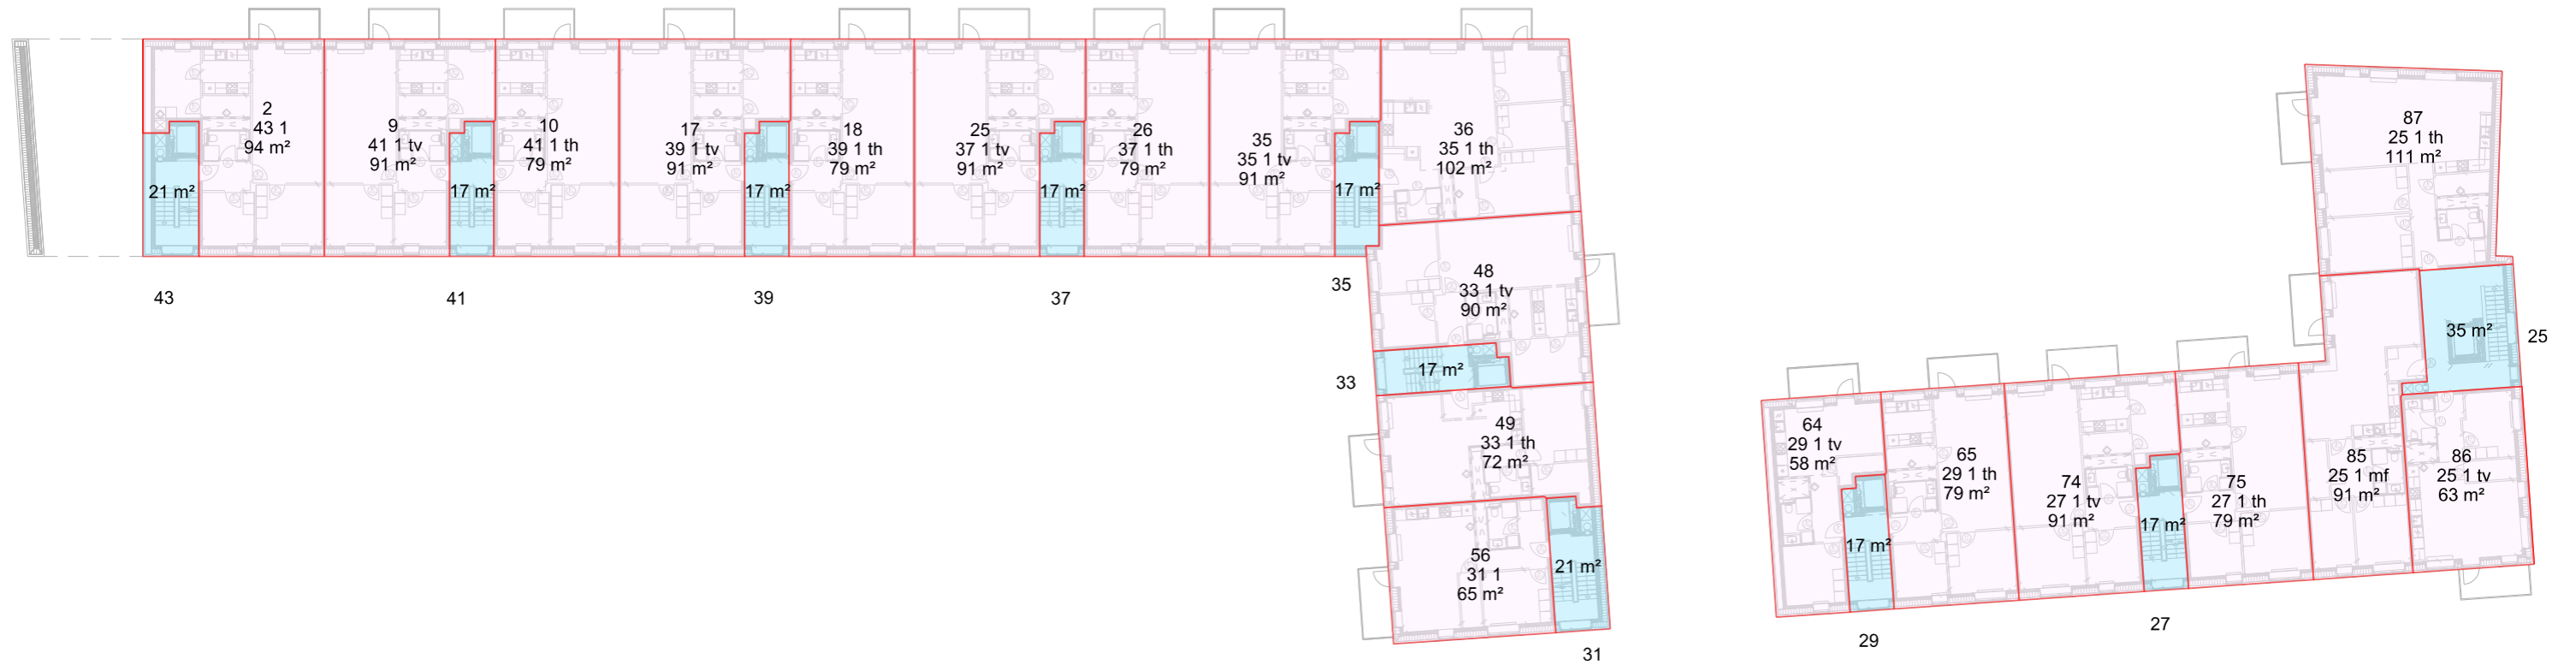 2
43 1
94 m²
21 m²
9
41 1 tv
91 m²
17 m²
10
41 1 th
79 m²
17
39 1 tv
91 m²
17 m²
18
39 1 th
79 m²
25
37 1 tv
91 m²
17 m²
26
37 1 th
79 m²
35
35 1 tv
91 m²
17 m²
36
35 1 th
102 m²
43
41
39
37
35
48
33 1 tv
90 m²
33
17 m²
49
33 1 th
72 m²
56
31 1
65 m²
21 m²
31
87
25 1 th
111 m²
35 m²
25
64
29 1 tv
58 m²
17 m²
65
29 1 th
79 m²
74
27 1 tv
91 m²
17 m²
75
27 1 th
79 m²
85
25 1 mf
91 m²
86
25 1 tv
63 m²
29
27